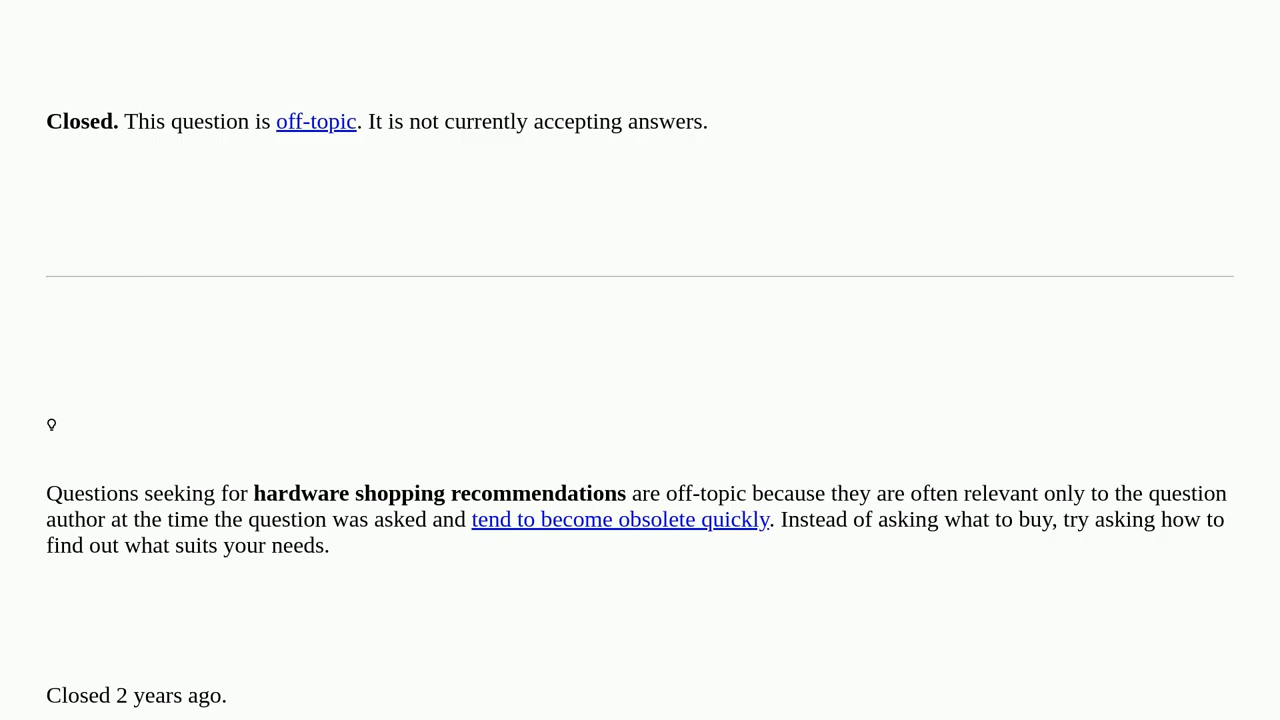 Closed. This question is off-topic. It is not currently accepting answers.
Questions seeking for hardware shopping recommendations are off-topic because they are often relevant only to the question
author at the time the question was asked and tend to become obsolete quickly. Instead of asking what to buy, try asking how to
find out what suits your needs.
Closed 2 years ago.